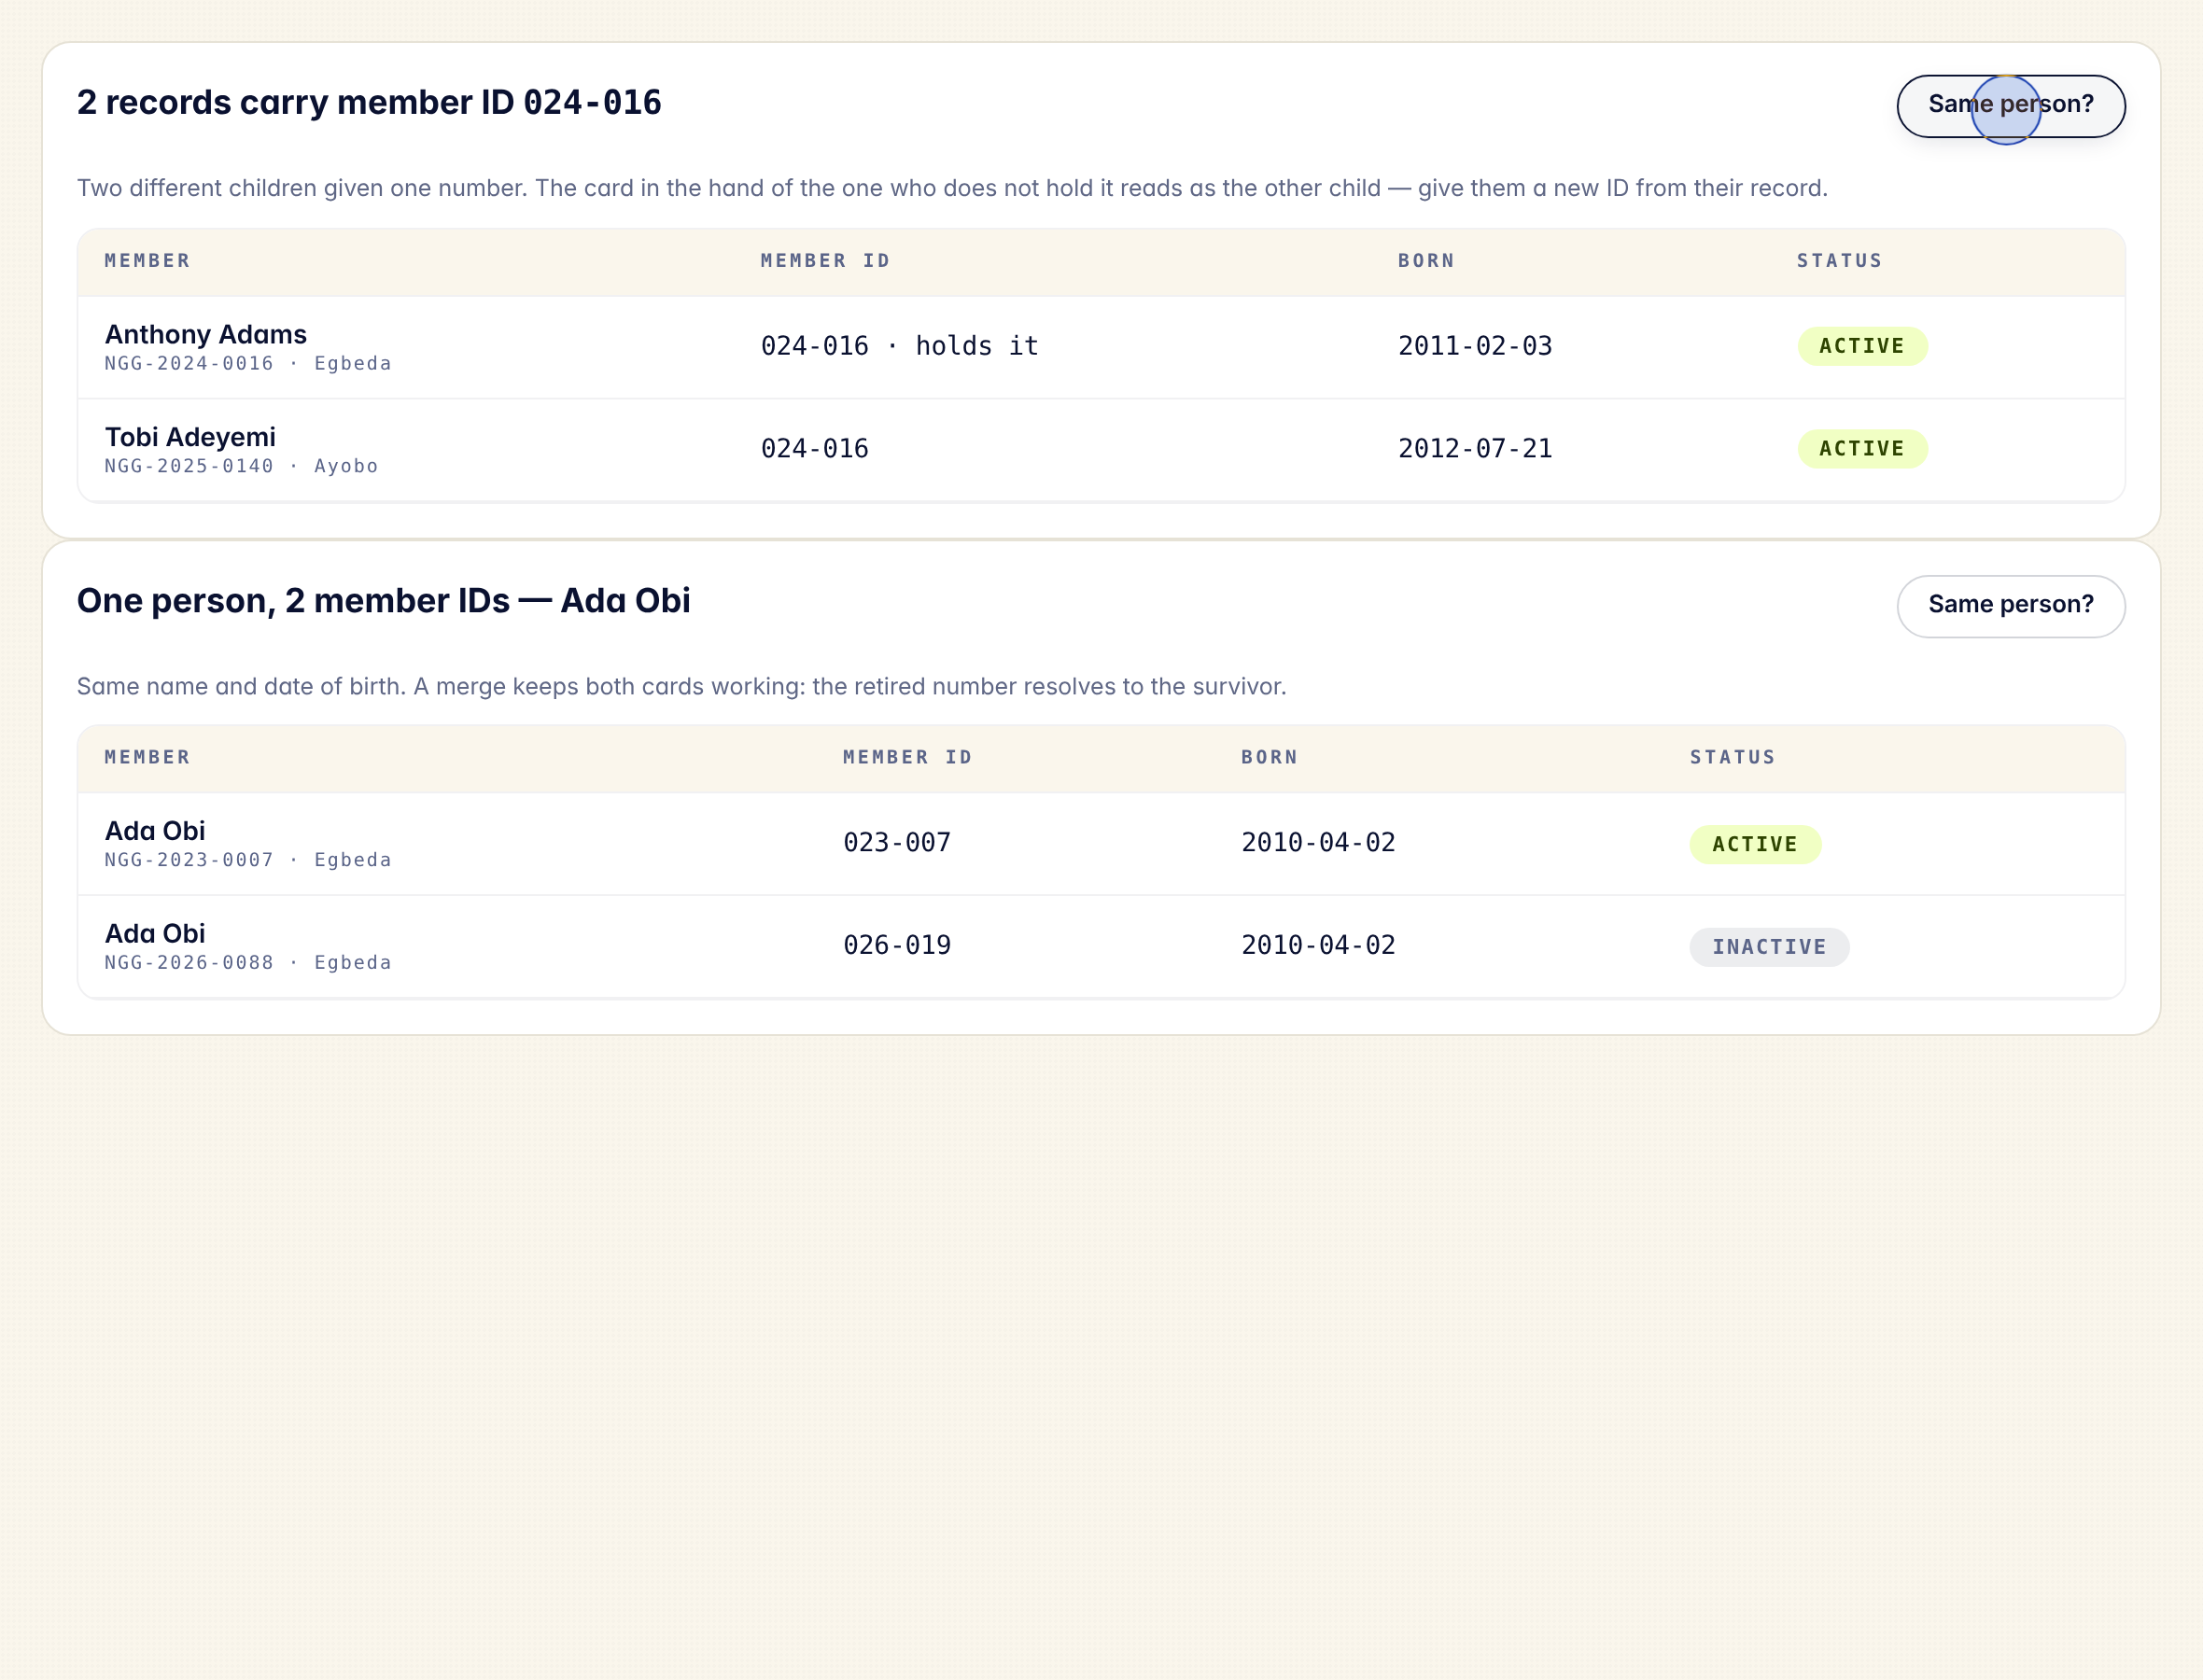 2 records carry member ID 024-016
Same person?
Two different children given one number. The card in the hand of the one who does not hold it reads as the other child — give them a new ID from their record.
MEMBER MEMBER ID BORN STATUS
Anthony Adams
NGG-2024-0016 · Egbeda
024-016 · holds it
2011-02-03
ACTIVE
Tobi Adeyemi
NGG-2025-0140 · Ayobo
024-016
2012-07-21
ACTIVE
One person, 2 member IDs — Ada Obi
Same person?
Same name and date of birth. A merge keeps both cards working: the retired number resolves to the survivor.
MEMBER MEMBER ID BORN STATUS
Ada Obi
NGG-2023-0007 · Egbeda
023-007
2010-04-02
ACTIVE
Ada Obi
NGG-2026-0088 · Egbeda
026-019
2010-04-02
INACTIVE